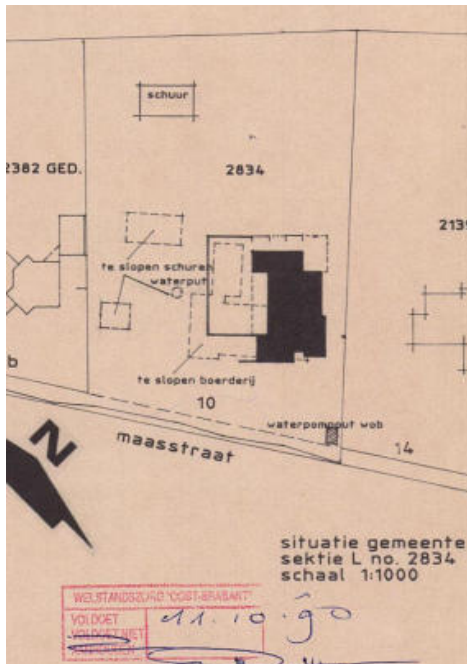 schuur
2382 GED.
2834
2139
te slopen schuren
waterput
te slopen boerderij
b
10
waterpompput wob
14
maasstraat
N
situatie gemeente
sektie L no. 2834
schaal 1:1000
WELSTANDSZORG "OOST-BRABANT"
VOLDOET
VOLDOET NIET
11.10.90